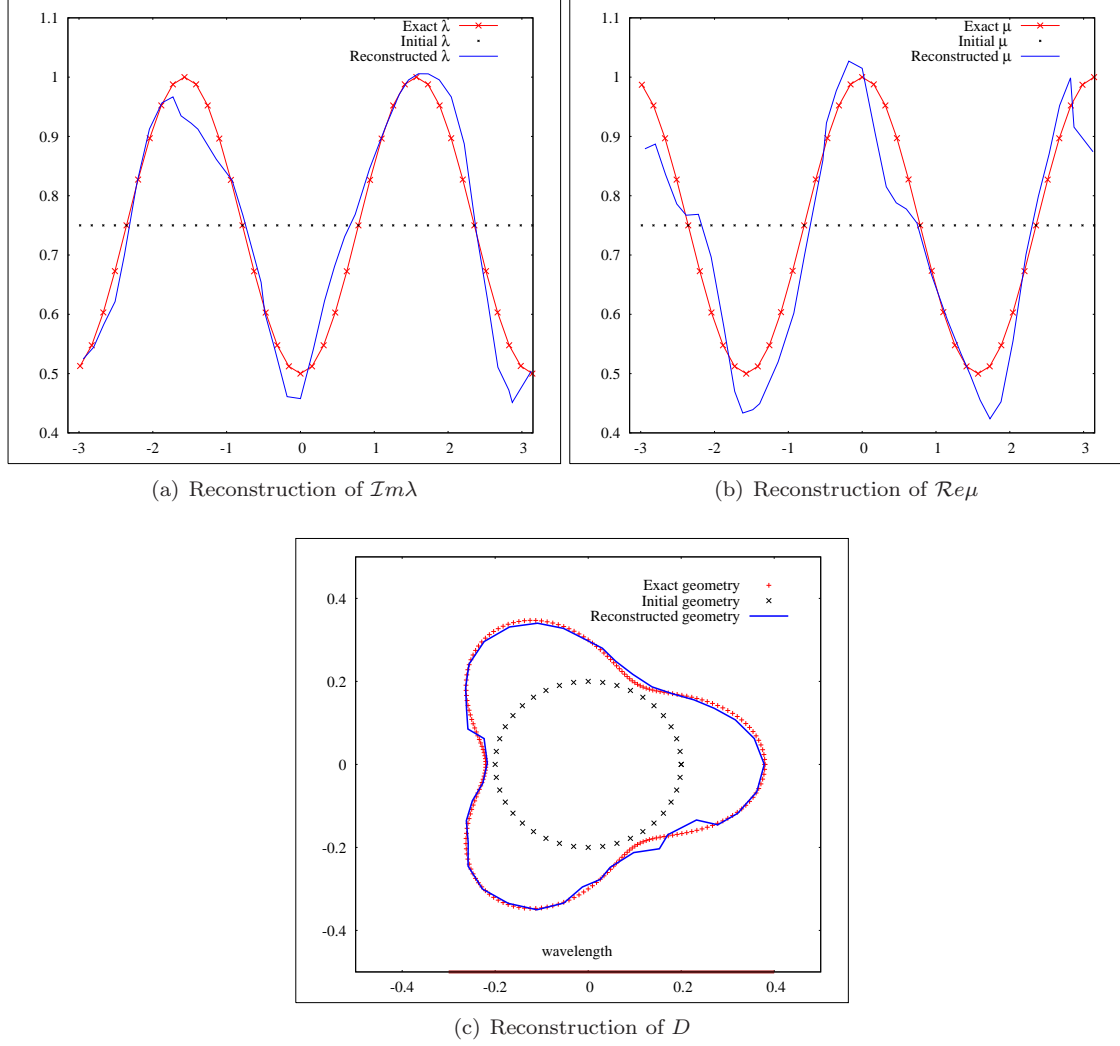 1.1
1
0.9
0.8
0.7
0.6
0.5
0.4
-3 -2 -1 0 1 2 3
Exact λ
Initial λ
Reconstructed λ
(a) Reconstruction of ℐmλ
1.1
1
0.9
0.8
0.7
0.6
0.5
0.4
-3 -2 -1 0 1 2 3
Exact μ
Initial μ
Reconstructed μ
(b) Reconstruction of ℛeμ
0.4
0.2
0
-0.2
-0.4
-0.4 -0.2 0 0.2 0.4
Exact geometry
Initial geometry
Reconstructed geometry
wavelength
(c) Reconstruction of D